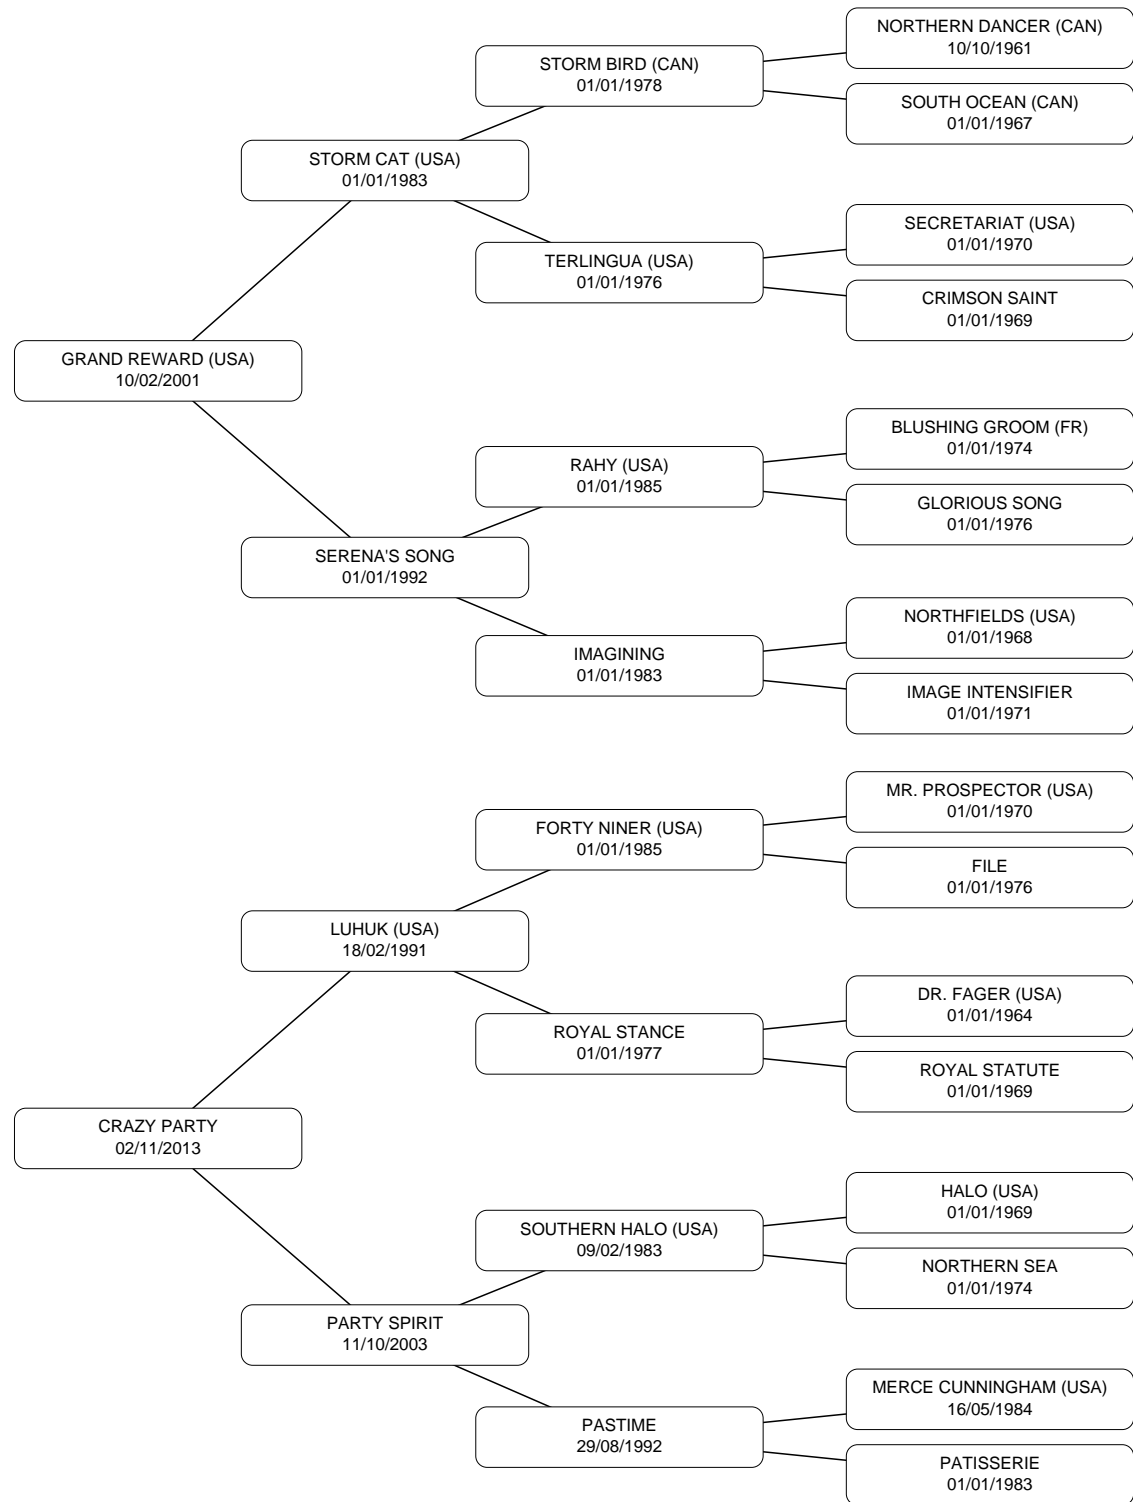 NORTHERN DANCER (CAN)
10/10/1961
STORM BIRD (CAN)
01/01/1978
SOUTH OCEAN (CAN)
01/01/1967
STORM CAT (USA)
01/01/1983
SECRETARIAT (USA)
01/01/1970
TERLINGUA (USA)
01/01/1976
CRIMSON SAINT
01/01/1969
GRAND REWARD (USA)
10/02/2001
BLUSHING GROOM (FR)
01/01/1974
RAHY (USA)
01/01/1985
GLORIOUS SONG
01/01/1976
SERENA'S SONG
01/01/1992
NORTHFIELDS (USA)
01/01/1968
IMAGINING
01/01/1983
IMAGE INTENSIFIER
01/01/1971
MR. PROSPECTOR (USA)
01/01/1970
FORTY NINER (USA)
01/01/1985
FILE
01/01/1976
LUHUK (USA)
18/02/1991
DR. FAGER (USA)
01/01/1964
ROYAL STANCE
01/01/1977
ROYAL STATUTE
01/01/1969
CRAZY PARTY
02/11/2013
HALO (USA)
01/01/1969
SOUTHERN HALO (USA)
09/02/1983
NORTHERN SEA
01/01/1974
PARTY SPIRIT
11/10/2003
MERCE CUNNINGHAM (USA)
16/05/1984
PASTIME
29/08/1992
PATISSERIE
01/01/1983